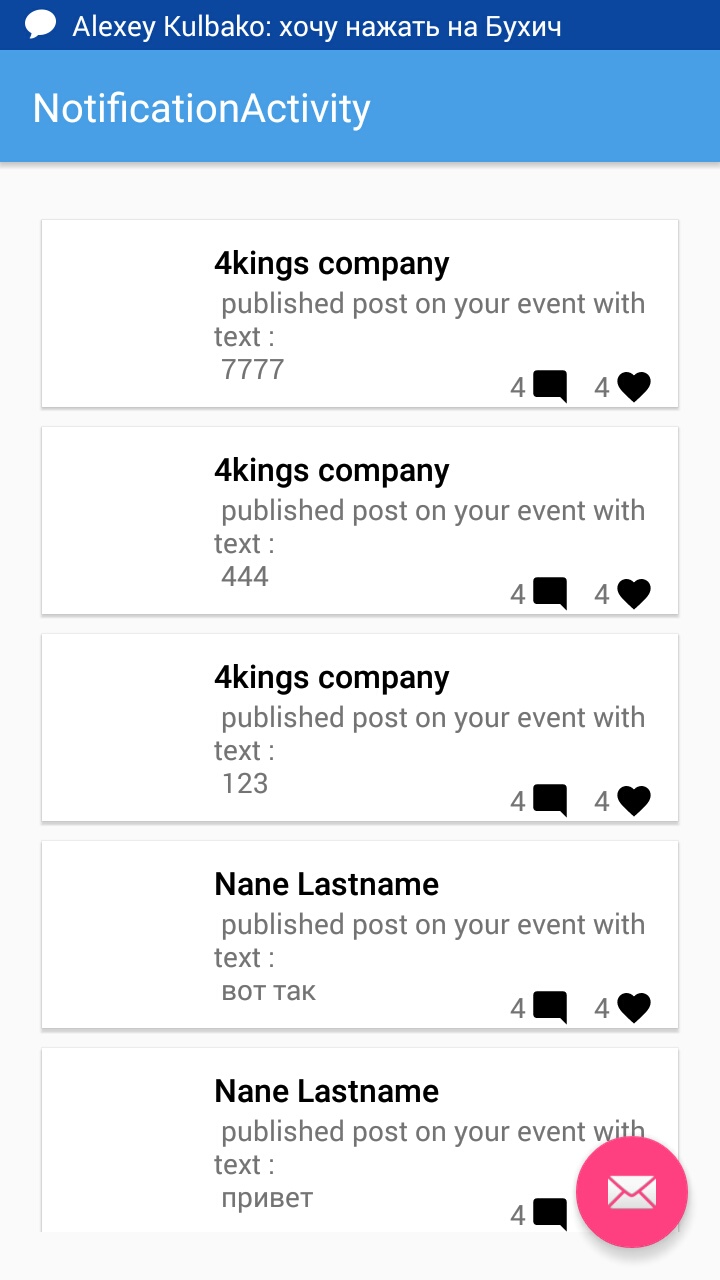 Alexey Kulbako: хочу нажать на Бухич
NotificationActivity
4kings company
published post on your event with
text :
7777
4 4
4kings company
published post on your event with
text :
444
4 4
4kings company
published post on your event with
text :
123
4 4
Nane Lastname
published post on your event with
text :
вот так
4 4
Nane Lastname
published post on your event with
text :
привет
4